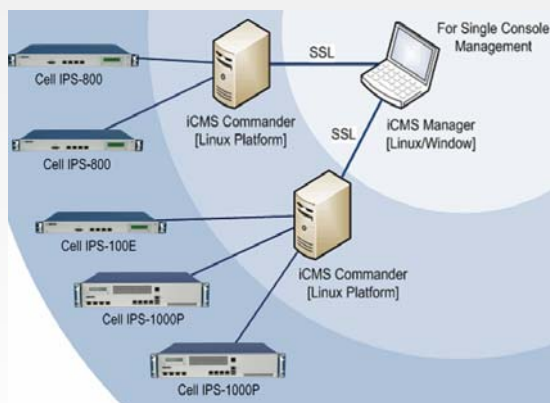 For Single Console
Management
SSL
Cell IPS-800
iCMS Commander
[Linux Platform]
iCMS Manager
[Linux/Window]
SSL
Cell IPS-800
Cell IPS-100E
iCMS Commander
[Linux Platform]
Cell IPS-1000P
Cell IPS-1000P